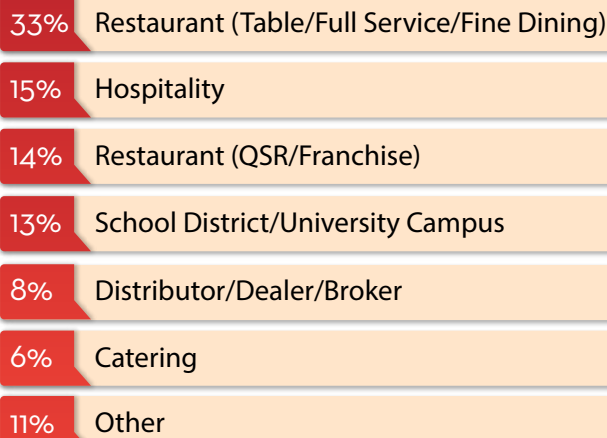 33% Restaurant (Table/Full Service/Fine Dining)
15% Hospitality
14% Restaurant (QSR/Franchise)
13% School District/University Campus
8% Distributor/Dealer/Broker
6% Catering
11% Other